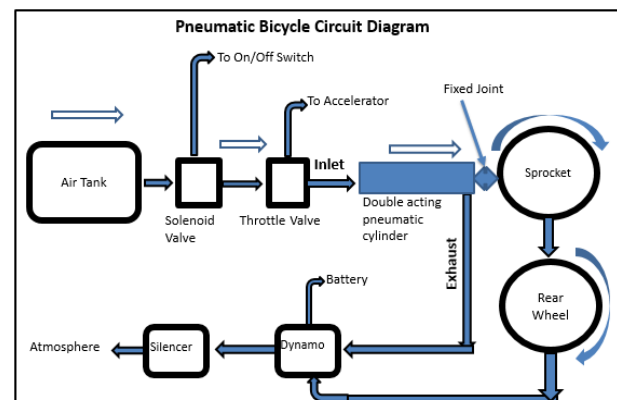 Pneumatic Bicycle Circuit Diagram
To On/Off Switch
To Accelerator
Fixed Joint
Air Tank
Solenoid
Valve
Throttle Valve
Inlet
Double acting
pneumatic
cylinder
Sprocket
Exhaust
Rear
Wheel
Battery
Atmosphere
Silencer
Dynamo